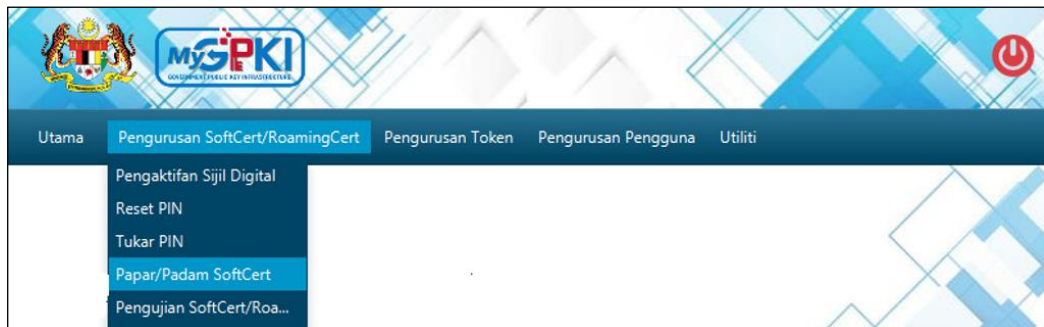 MyGPKI
GOVERNMENT PUBLIC KEY INFRASTRUCTURE
Utama Pengurusan SoftCert/RoamingCert Pengurusan Token Pengurusan Pengguna Utiliti
Pengaktifan Sijil Digital
Reset PIN
Tukar PIN
Papar/Padam SoftCert
Pengujian SoftCert/Roa...